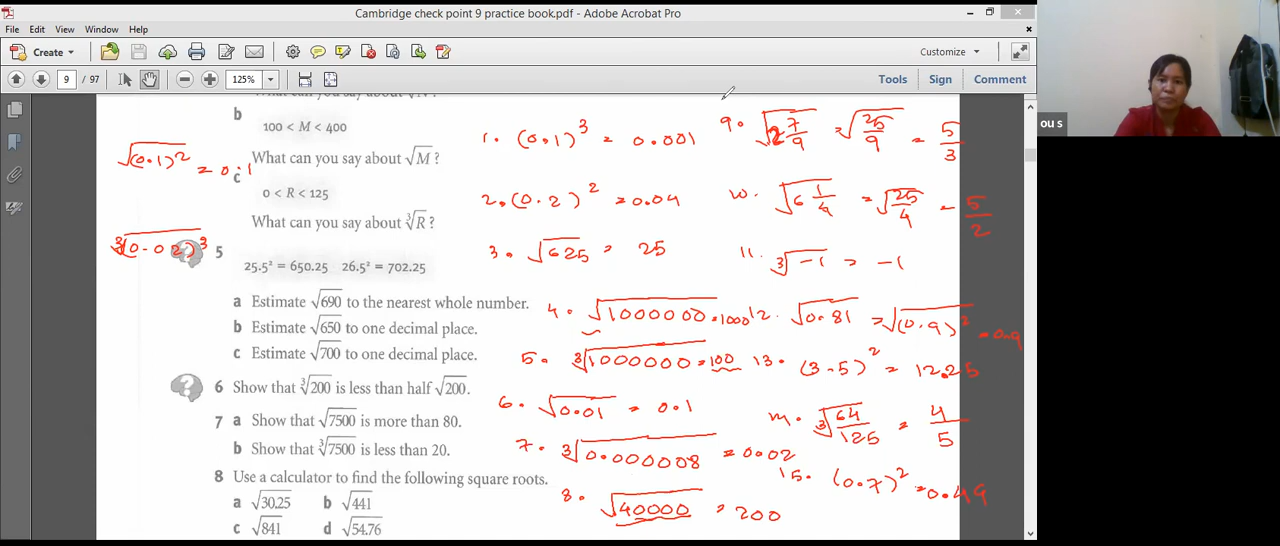 Cambridge check point 9 practice book.pdf - Adobe Acrobat Pro
File Edit View Window Help
Create
Customize
9 / 97
125%
Tools Sign Comment
b
100 < M < 400
What can you say about √M?
c
0 < R < 125
What can you say about ∛R?
5
25.5² = 650.25 26.5² = 702.25
a Estimate √690 to the nearest whole number.
b Estimate √650 to one decimal place.
c Estimate √700 to one decimal place.
6 Show that ∛200 is less than half √200.
7 a Show that √7500 is more than 80.
b Show that ∛7500 is less than 20.
8 Use a calculator to find the following square roots.
a √30.25 b √441
c √841 d √54.76
√(0.1)² = 0.1
∛(0.02)³
1. (0.1)³ = 0.001
2. (0.2)² = 0.04
3. √625 = 25
4. √1000000 = 1000
5. ∛1000000 = 100
6. √0.01 = 0.1
7. ∛0.000008 = 0.02
8. √40000 = 200
9. √2 7/9 = √25/9 = 5/3
10. √6 1/4 = √25/4 = 5/2
11. ∛-1 = -1
12. √0.81 = √(0.9)² = 0.9
13. (3.5)² = 12.25
14. ∛64/125 = 4/5
15. (0.7)² = 0.49
ou s